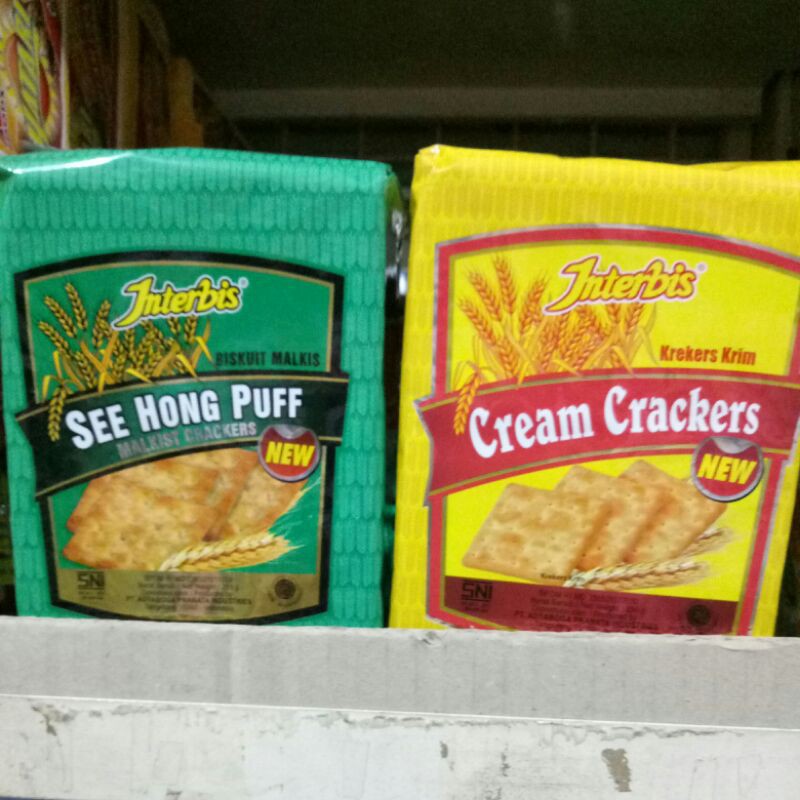 Interbis®
BISKUIT MALKIS
SEE HONG PUFF
MALKIST CRACKERS
NEW
SNI
Interbis®
Krekers Krim
Cream Crackers
NEW
SNI